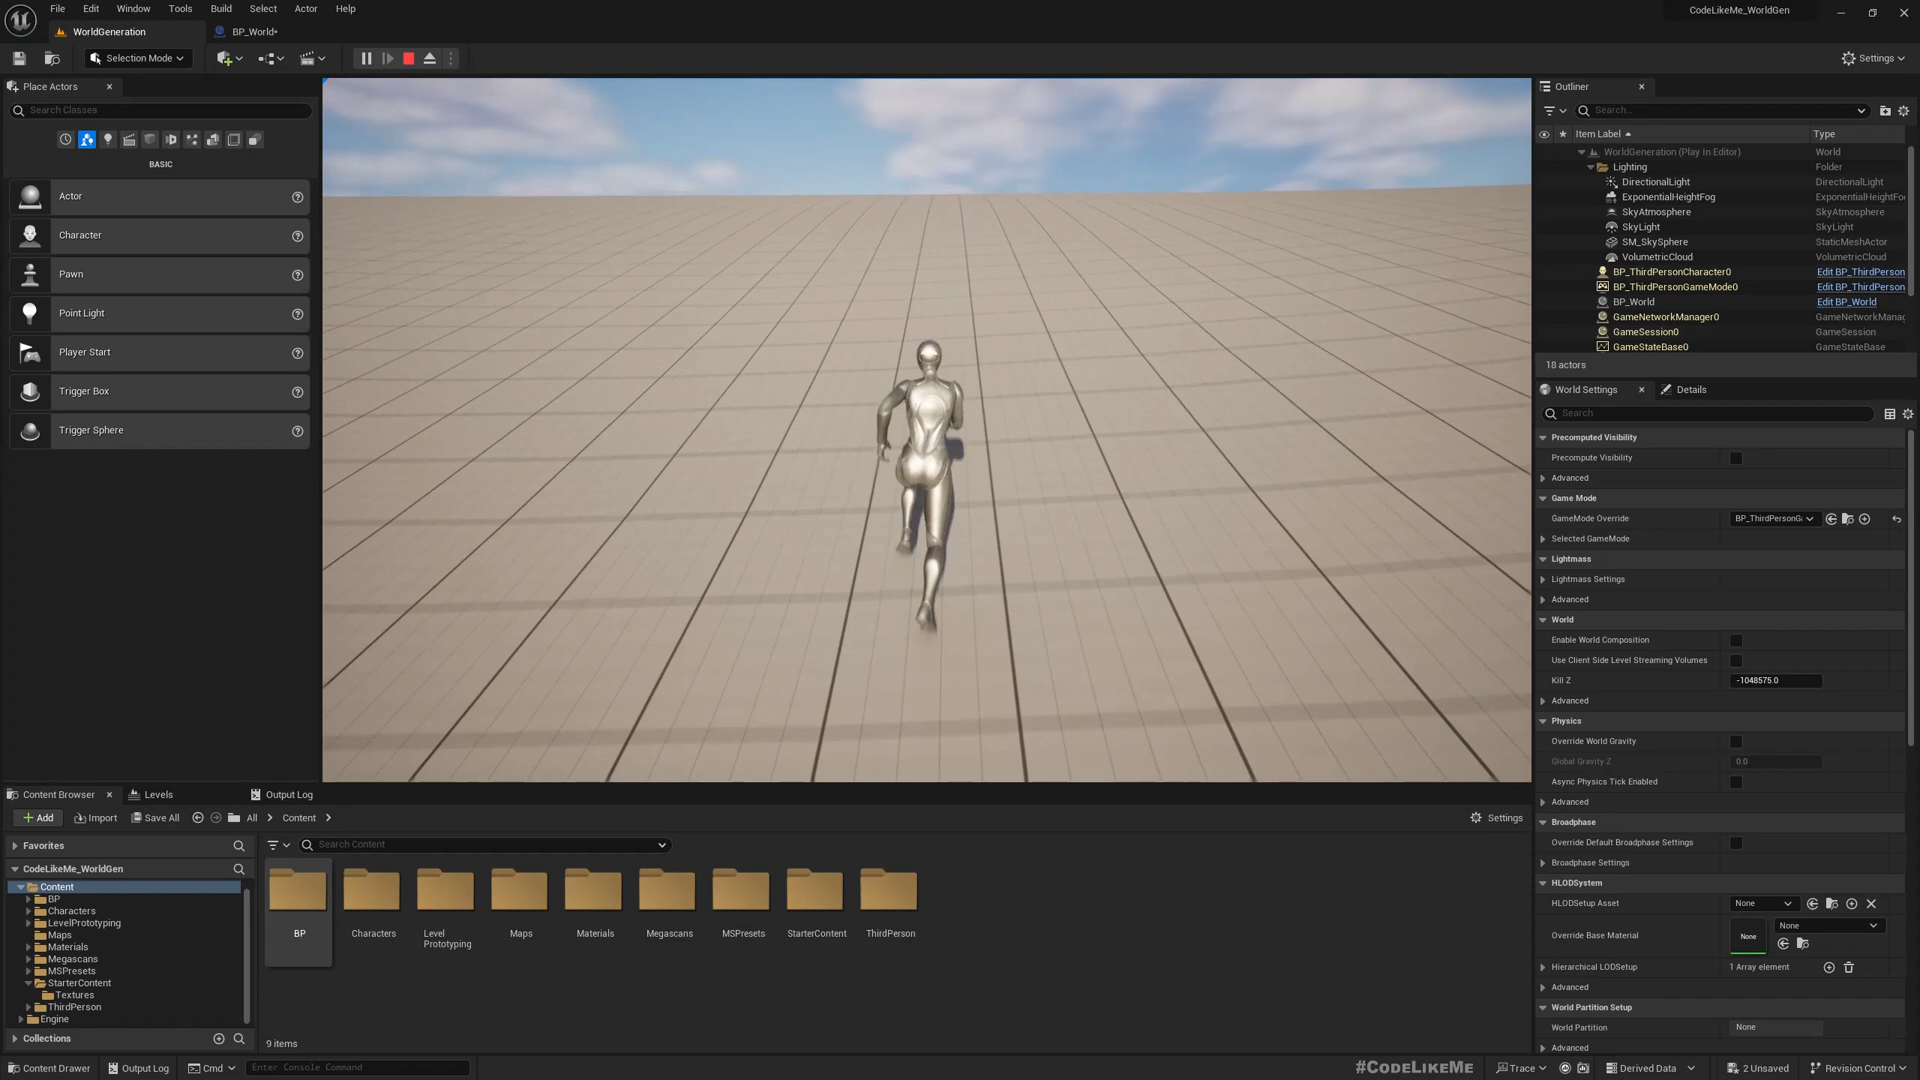 File Edit Window Tools Build Select Actor Help
CodeLikeMe_WorldGen
WorldGeneration
BP_World•
Selection Mode
Settings
Place Actors
Search Classes
BASIC
Actor
Character
Pawn
Point Light
Player Start
Trigger Box
Trigger Sphere
Outliner
Search...
Item Label Type
WorldGeneration (Play In Editor) World
Lighting Folder
DirectionalLight DirectionalLight
ExponentialHeightFog ExponentialHeightFo
SkyAtmosphere SkyAtmosphere
SkyLight SkyLight
SM_SkySphere StaticMeshActor
VolumetricCloud VolumetricCloud
BP_ThirdPersonCharacter0 Edit BP_ThirdPerson
BP_ThirdPersonGameMode0 Edit BP_ThirdPerson
BP_World Edit BP_World
GameNetworkManager0 GameNetworkManag
GameSession0 GameSession
GameStateBase0 GameStateBase
18 actors
World Settings Details
Search
Precomputed Visibility
Precompute Visibility
Advanced
Game Mode
GameMode Override BP_ThirdPersonGa
Selected GameMode
Lightmass
Lightmass Settings
Advanced
World
Enable World Composition
Use Client Side Level Streaming Volumes
Kill Z -1048575.0
Advanced
Physics
Override World Gravity
Global Gravity Z 0.0
Async Physics Tick Enabled
Advanced
Broadphase
Override Default Broadphase Settings
Broadphase Settings
HLODSystem
HLODSetup Asset None
Override Base Material None None
Hierarchical LODSetup 1 Array element
Advanced
World Partition Setup
World Partition None
Advanced
Content Browser Levels Output Log
Add Import Save All All Content Settings
Favorites
Search Content
CodeLikeMe_WorldGen
Content
BP
Characters
LevelPrototyping
Maps
Materials
Megascans
MSPresets
StarterContent
Textures
ThirdPerson
Engine
Collections
BP Characters Level Prototyping Maps Materials Megascans MSPresets StarterContent ThirdPerson
9 items
#CODELIKEME
Content Drawer Output Log Cmd Enter Console Command Trace Derived Data 2 Unsaved Revision Control